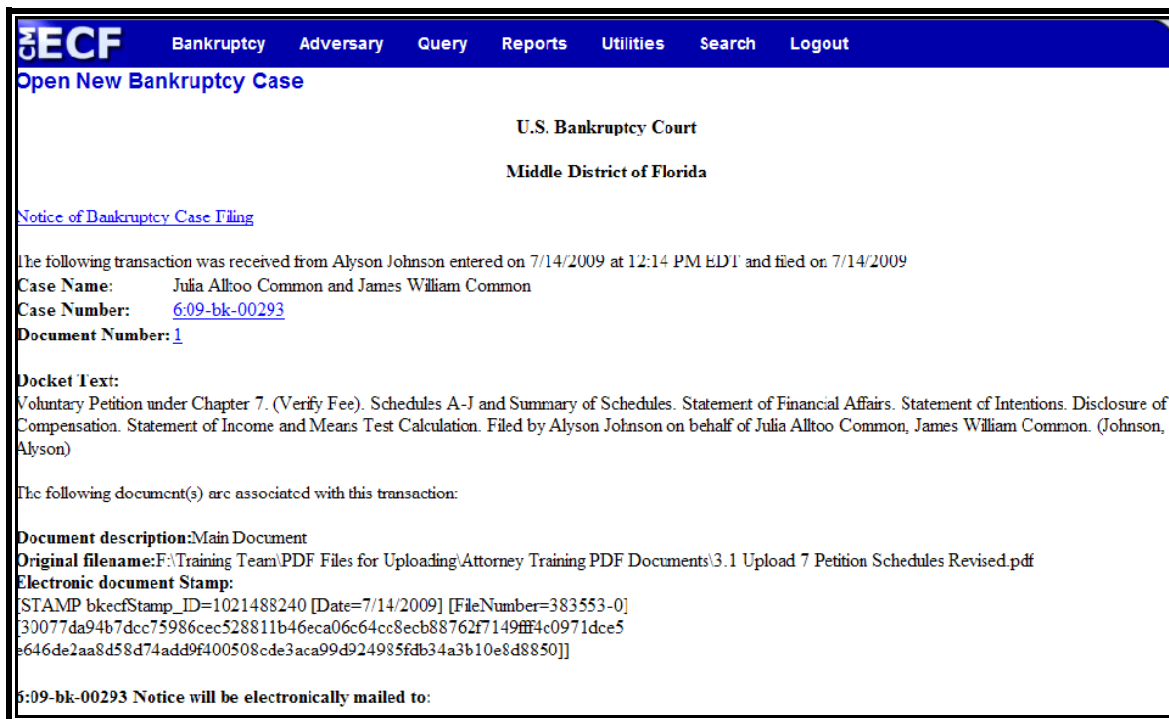 CM ECF Bankruptcy Adversary Query Reports Utilities Search Logout
Open New Bankruptcy Case
U.S. Bankruptcy Court
Middle District of Florida
Notice of Bankruptcy Case Filing
The following transaction was received from Alyson Johnson entered on 7/14/2009 at 12:14 PM EDT and filed on 7/14/2009
Case Name: Julia Alltoo Common and James William Common
Case Number: 6:09-bk-00293
Document Number: 1
Docket Text:
Voluntary Petition under Chapter 7. (Verify Fee). Schedules A-J and Summary of Schedules. Statement of Financial Affairs. Statement of Intentions. Disclosure of
Compensation. Statement of Income and Means Test Calculation. Filed by Alyson Johnson on behalf of Julia Alltoo Common, James William Common. (Johnson,
Alyson)
The following document(s) are associated with this transaction:
Document description:Main Document
Original filename:F:\Training Team\PDF Files for Uploading\Attorney Training PDF Documents\3.1 Upload 7 Petition Schedules Revised.pdf
Electronic document Stamp:
[STAMP bkecfStamp_ID=1021488240 [Date=7/14/2009] [FileNumber=383553-0]
[30077da94b7dcc75986cec528811b46eca06c64cc8ecb88762f7149fff4c0971dce5
e646de2aa8d58d74add9f400508cde3aca99d924985fdb34a3b10e8d8850]]
6:09-bk-00293 Notice will be electronically mailed to: